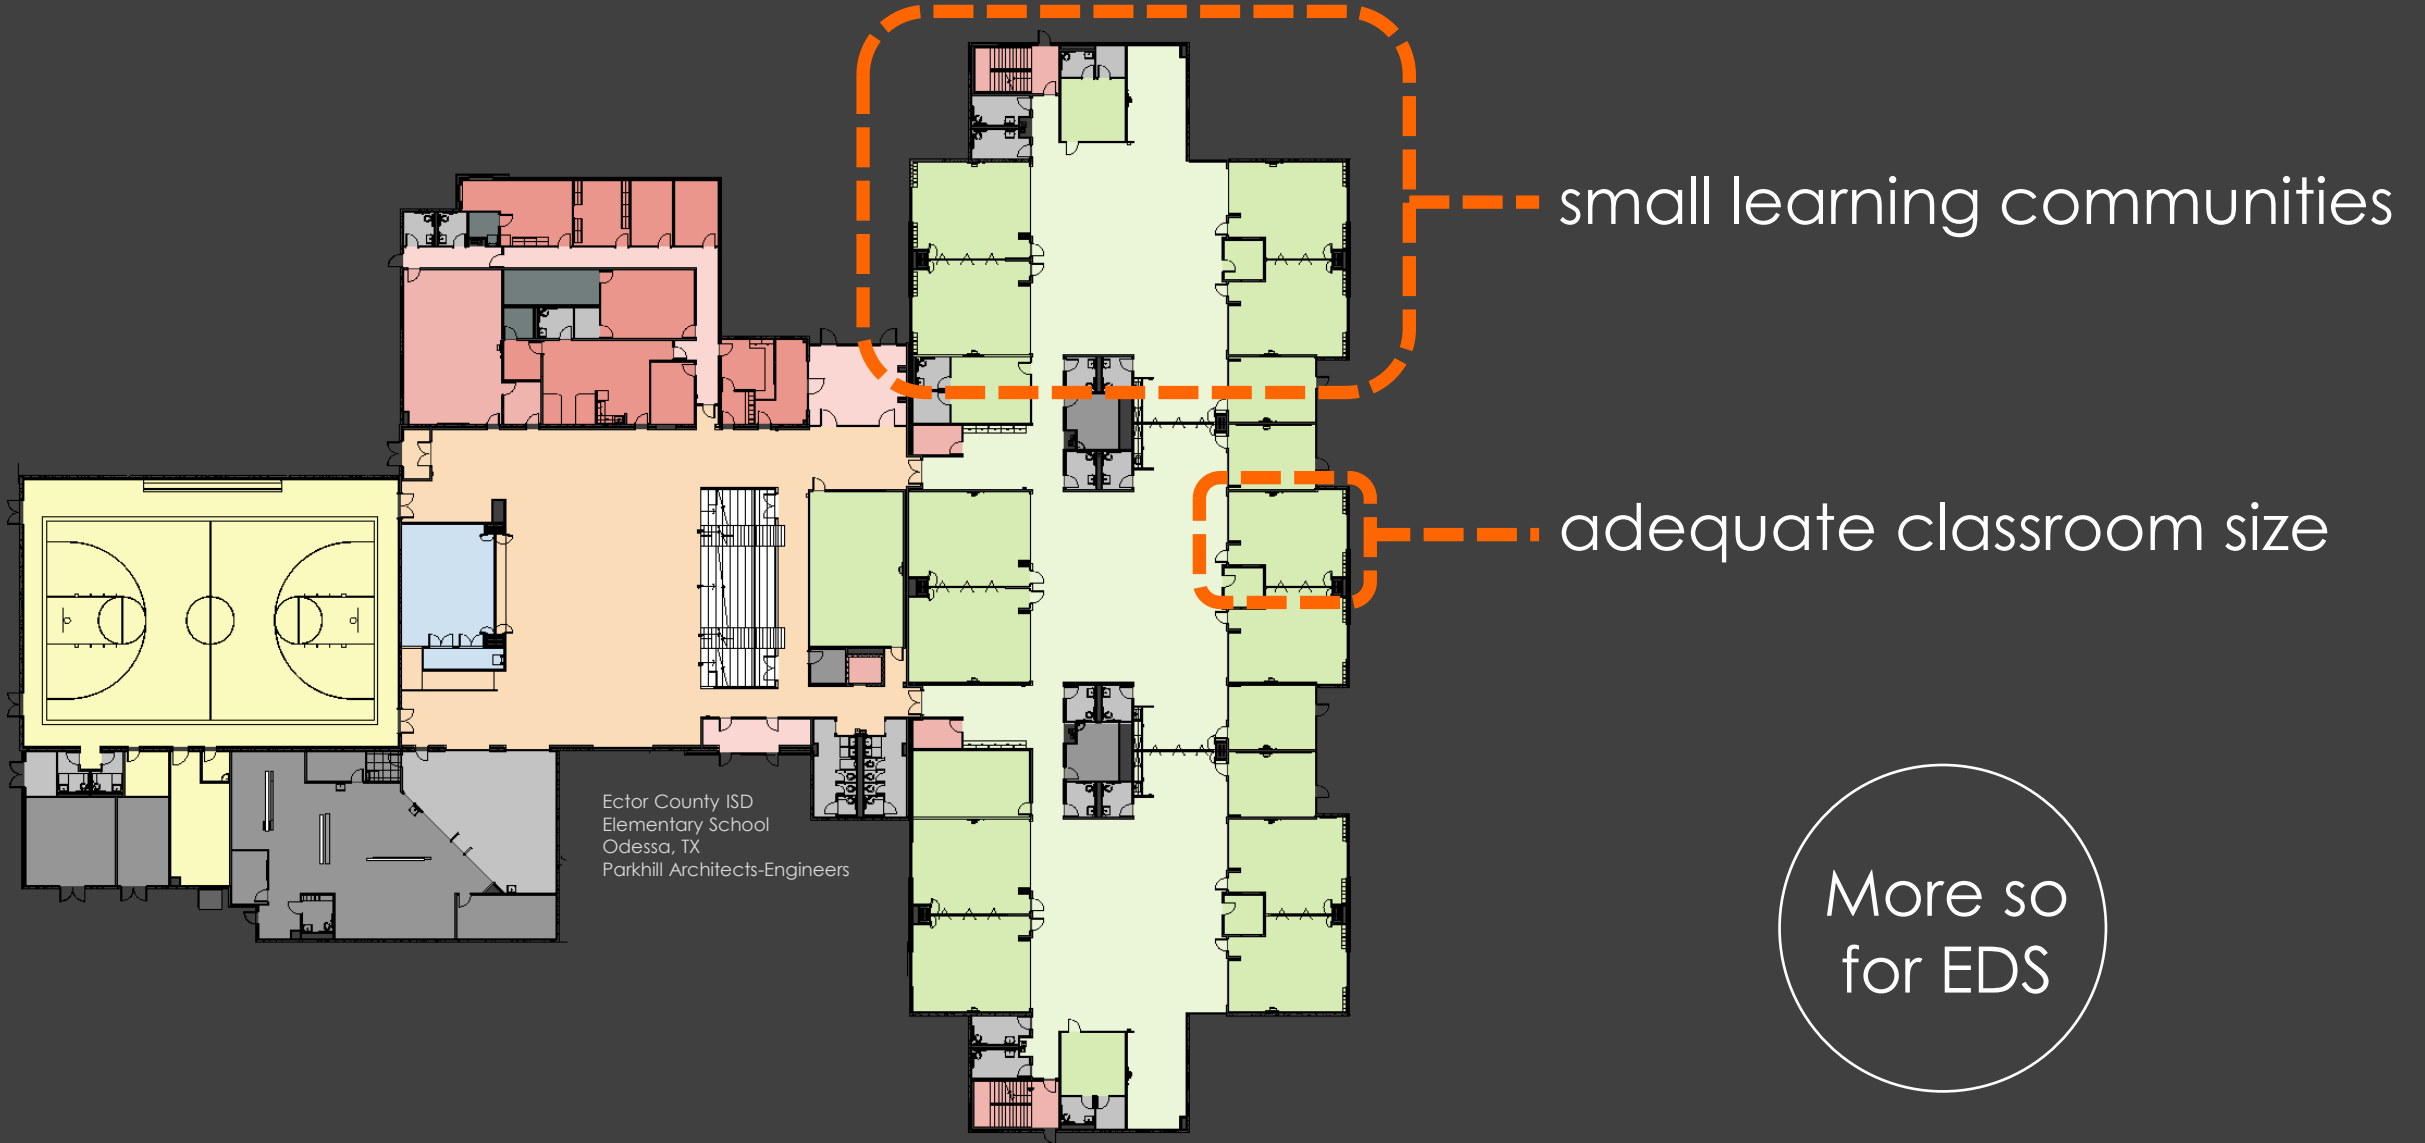 small learning communities
adequate classroom size
Ector County ISD
Elementary School
Odessa, TX
Parkhill Architects-Engineers
More so
for EDS